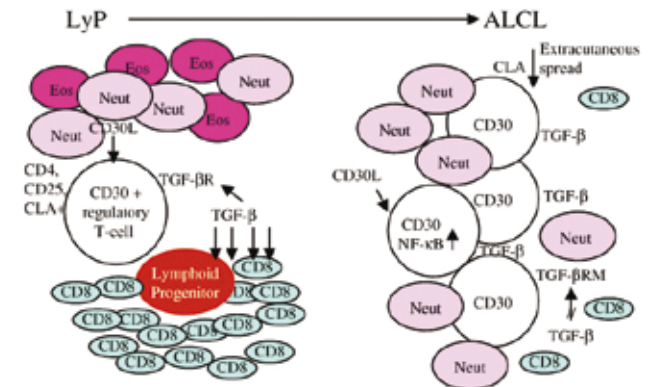 LyP
ALCL
Eos
Eos
Eos
Neut
Neut
Neut
Eos
Neut
CD30L
CD4,
CD25,
CLA+
CD30 +
regulatory
T-cell
TGF-βR
TGF-β
Lymphoid
Progenitor
CD8
CD8
CD8
D8
CD8
CD8
CD8
CD8
CD8
CD8
CD8
CD8
CD8
CD8
CD8
CD8
CLA
Extracutaneous
spread
CD8
Neut
Neut
CD30
TGF-β
Neut
CD30L
CD30
TGF-β
CD30
NF-κB
TGF-β
Neut
TGF-βRM
Neut
CD30
CD8
TGF-β
Neut
CD8